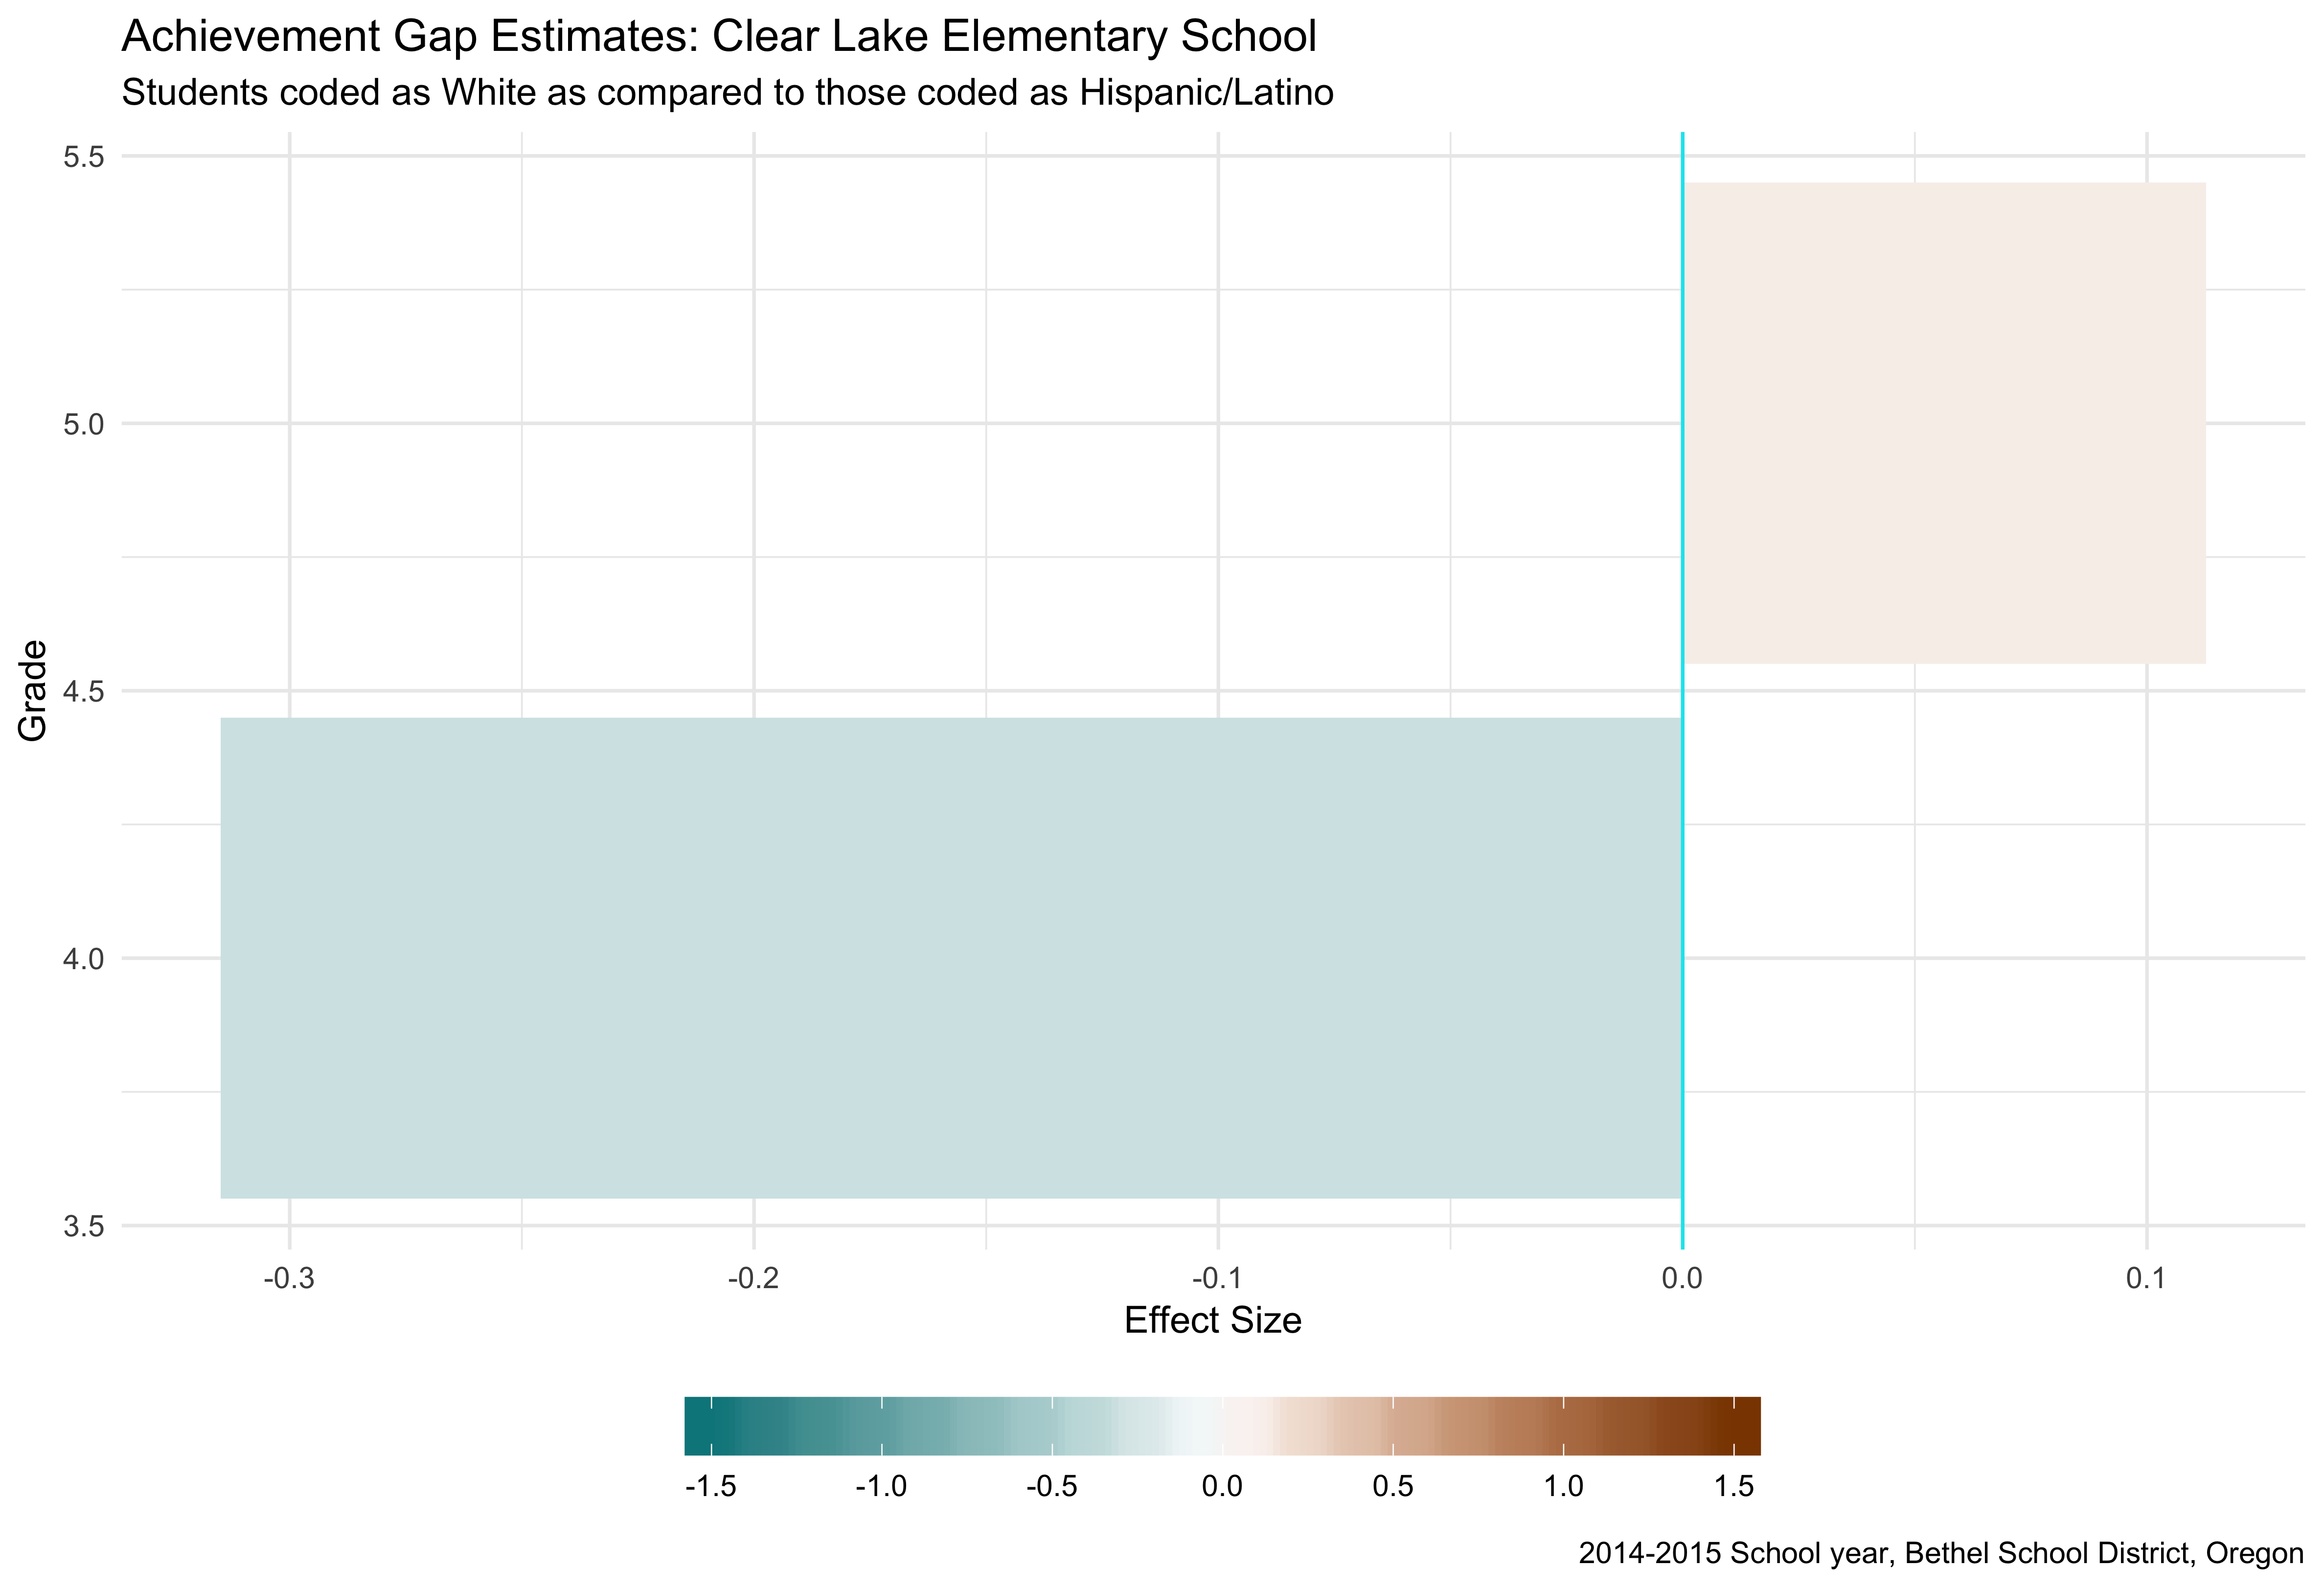 Achievement Gap Estimates: Clear Lake Elementary School
Students coded as White as compared to those coded as Hispanic/Latino
5.5
5.0
4.5
4.0
3.5
Grade
-0.3 -0.2 -0.1 0.0 0.1
Effect Size
-1.5 -1.0 -0.5 0.0 0.5 1.0 1.5
2014-2015 School year, Bethel School District, Oregon